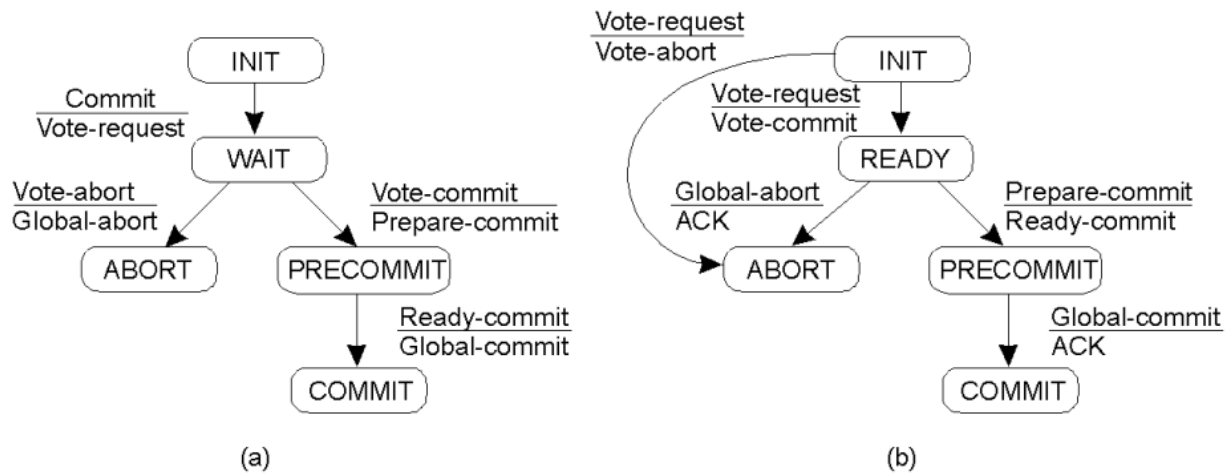 INIT
Commit
Vote-request
WAIT
Vote-abort
Global-abort
Vote-commit
Prepare-commit
ABORT
PRECOMMIT
Ready-commit
Global-commit
COMMIT
(a)
Vote-request
Vote-abort
INIT
Vote-request
Vote-commit
READY
Global-abort
ACK
Prepare-commit
Ready-commit
ABORT
PRECOMMIT
Global-commit
ACK
COMMIT
(b)